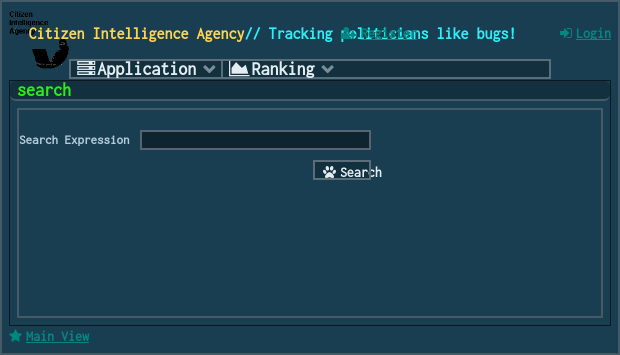 Citizen
Intelligence
Agency
Citizen Intelligence Agency// Tracking politicians like bugs!
Register
Login
Application
Ranking
search
Search Expression
Search
Main View